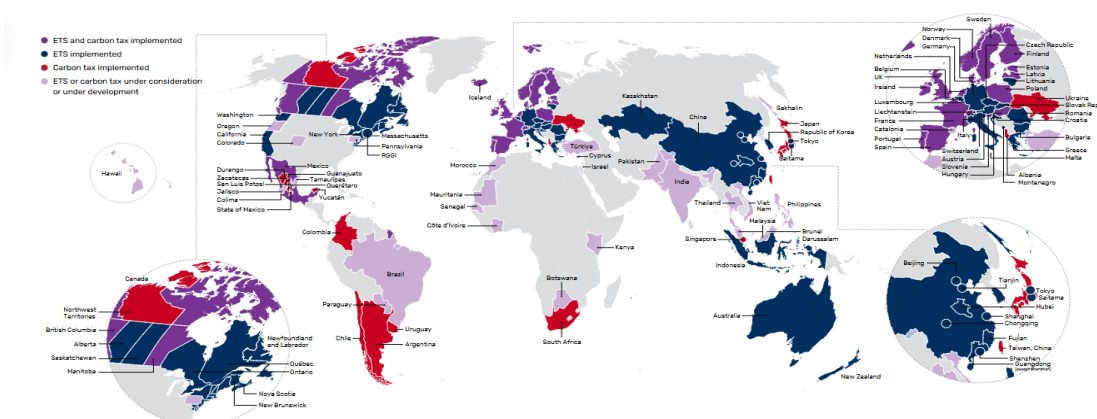 ETS and carbon tax implemented
ETS implemented
Carbon tax implemented
ETS or carbon tax under consideration
or under development
Washington
Oregon
California
Colorado
New York
Massachusetts
Pennsylvania
RGGI
Hawaii
Mexico
Durango
Guanajuato
Zacatecas
Tamaulipas
San Luis Potosí
Querétaro
Jalisco
Yucatán
Colima
State of Mexico
Iceland
Colombia
Brazil
Paraguay
Uruguay
Chile
Argentina
Morocco
Mauritania
Senegal
Côte d'Ivoire
Türkiye
Cyprus
Israel
Kenya
Botswana
South Africa
Kazakhstan
China
Pakistan
India
Thailand
Viet
Nam
Malaysia
Philippines
Singapore
Brunei
Darussalam
Indonesia
Australia
New Zealand
Sakhalin
Japan
Republic of Korea
Tokyo
Saitama
Canada
Northwest
Territories
British Columbia
Alberta
Saskatchewan
Manitoba
Newfoundland
and Labrador
Québec
Ontario
Nova Scotia
New Brunswick
Sweden
Norway
Denmark
Germany
Netherlands
Belgium
UK
Ireland
Luxembourg
Liechtenstein
France
Catalonia
Portugal
Spain
Czech Republic
Finland
Estonia
Latvia
Lithuania
Poland
Ukraine
Slovak Rep
Romania
Croatia
Italy
Bulgaria
Switzerland
Austria
Slovenia
Hungary
Greece
Malta
Albania
Montenegro
Beijing
Tianjin
Tokyo
Saitama
Hubei
Shanghai
Chongqing
Fujian
Taiwan, China
Shenzhen
Guangdong